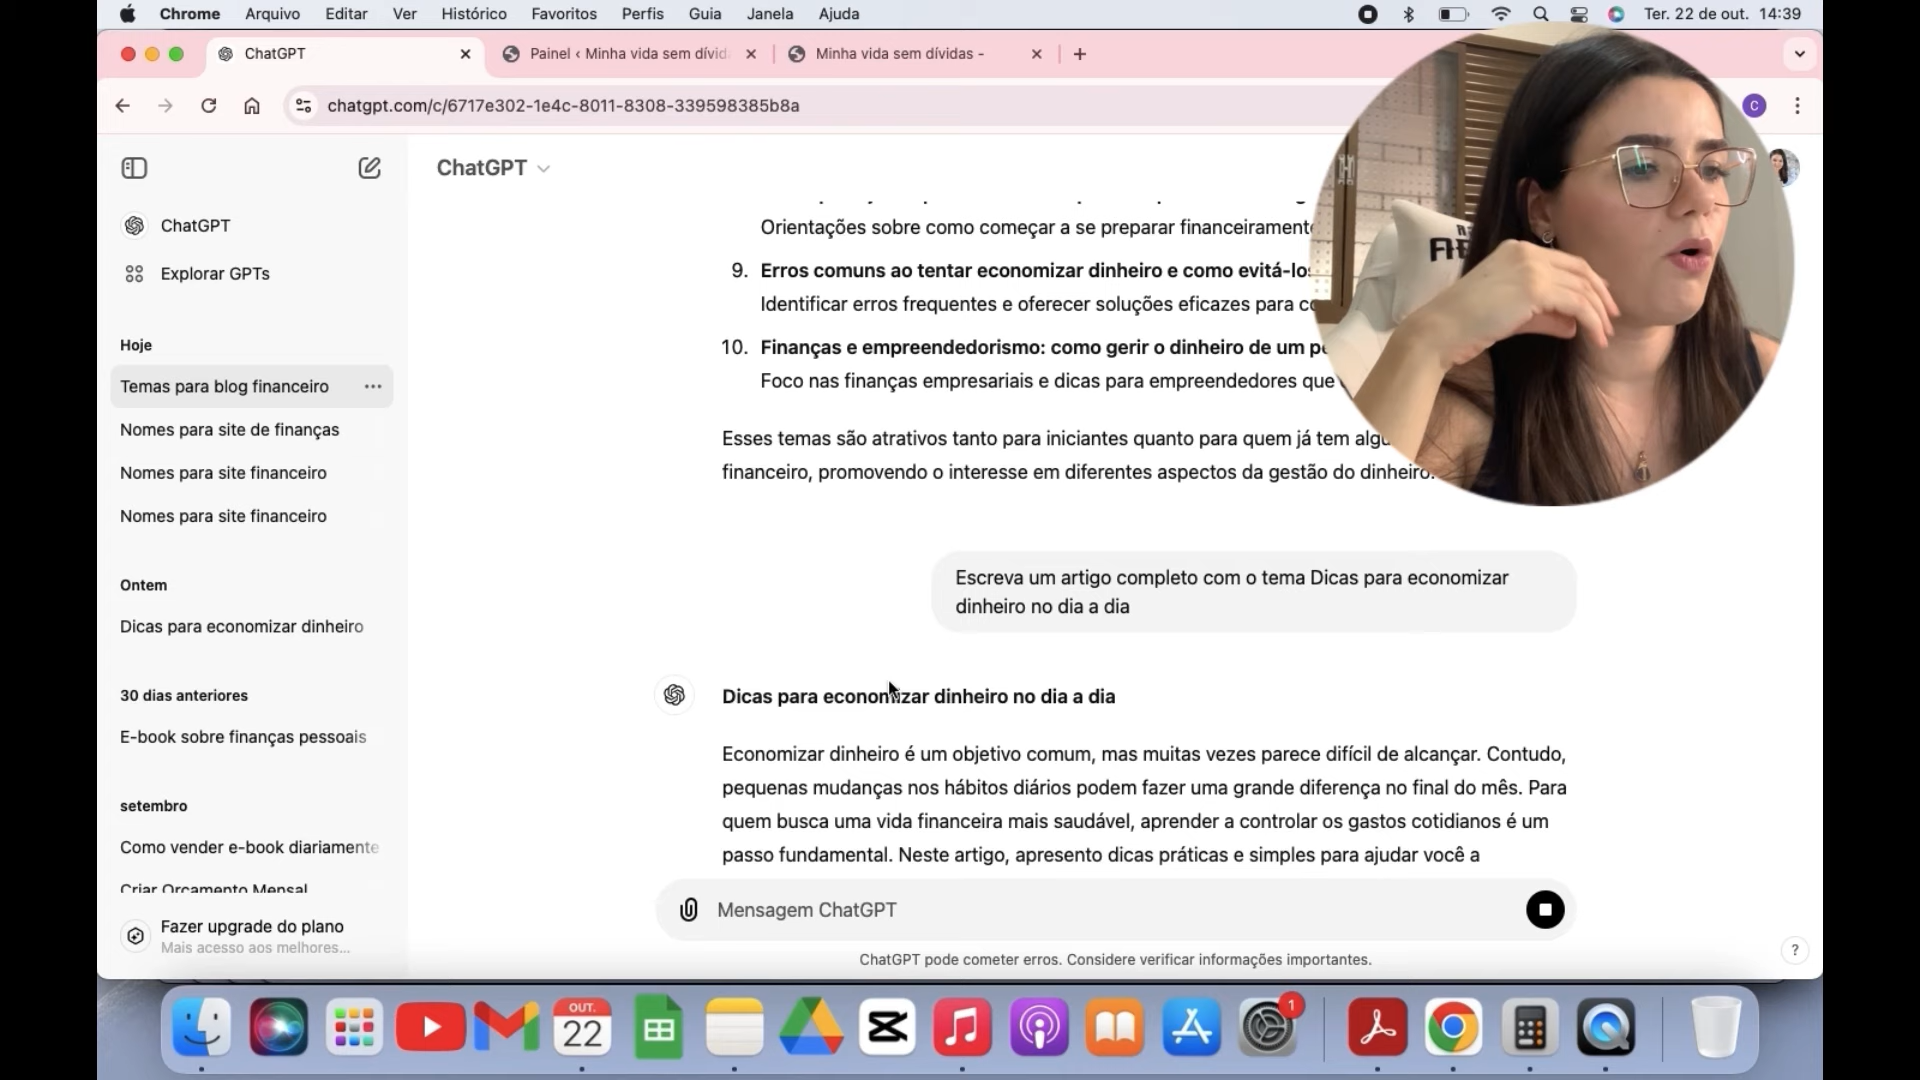 Chrome Arquivo Editar Ver Histórico Favoritos Perfis Guia Janela Ajuda Ter. 22 de out. 14:39
ChatGPT Painel ‹ Minha vida sem dívid Minha vida sem dívidas -
chatgpt.com/c/6717e302-1e4c-8011-8308-339598385b8a C
ChatGPT
ChatGPT
Explorar GPTs
Hoje
Temas para blog financeiro
Nomes para site de finanças
Nomes para site financeiro
Nomes para site financeiro
Ontem
Dicas para economizar dinheiro
30 dias anteriores
E-book sobre finanças pessoais
setembro
Como vender e-book diariamente
Criar Orçamento Mensal
Fazer upgrade do plano
Mais acesso aos melhores...
Orientações sobre como começar a se preparar financeiramente
9. Erros comuns ao tentar economizar dinheiro e como evitá-los
Identificar erros frequentes e oferecer soluções eficazes para
10. Finanças e empreendedorismo: como gerir o dinheiro de um
Foco nas finanças empresariais e dicas para empreendedores que
Esses temas são atrativos tanto para iniciantes quanto para quem já tem
financeiro, promovendo o interesse em diferentes aspectos da gestão do dinheiro.
Escreva um artigo completo com o tema Dicas para economizar
dinheiro no dia a dia
Dicas para economizar dinheiro no dia a dia
Economizar dinheiro é um objetivo comum, mas muitas vezes parece difícil de alcançar. Contudo,
pequenas mudanças nos hábitos diários podem fazer uma grande diferença no final do mês. Para
quem busca uma vida financeira mais saudável, aprender a controlar os gastos cotidianos é um
passo fundamental. Neste artigo, apresento dicas práticas e simples para ajudar você a
Mensagem ChatGPT
ChatGPT pode cometer erros. Considere verificar informações importantes.
?
OUT.
22
1